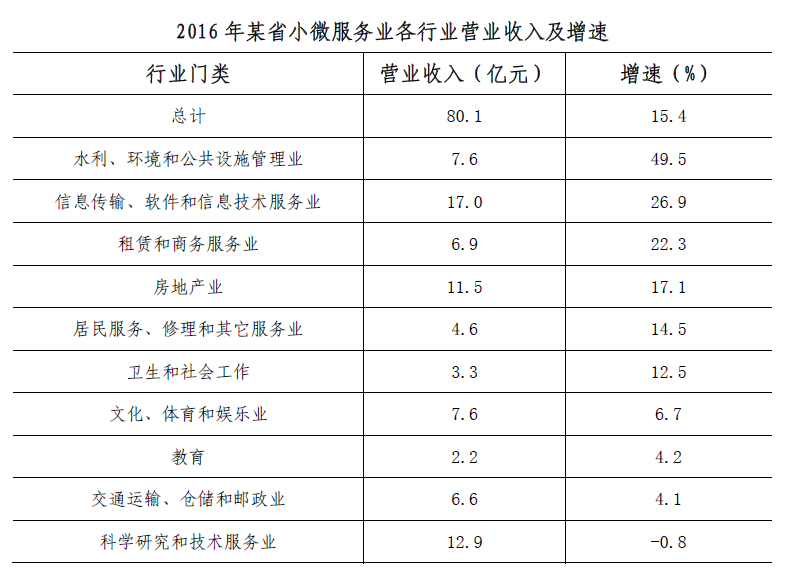 2016 年某省小微服务业各行业营业收入及增速
行业门类 营业收入（亿元） 增速（%）
总计 80.1 15.4
水利、环境和公共设施管理业 7.6 49.5
信息传输、软件和信息技术服务业 17.0 26.9
租赁和商务服务业 6.9 22.3
房地产业 11.5 17.1
居民服务、修理和其它服务业 4.6 14.5
卫生和社会工作 3.3 12.5
文化、体育和娱乐业 7.6 6.7
教育 2.2 4.2
交通运输、仓储和邮政业 6.6 4.1
科学研究和技术服务业 12.9 -0.8